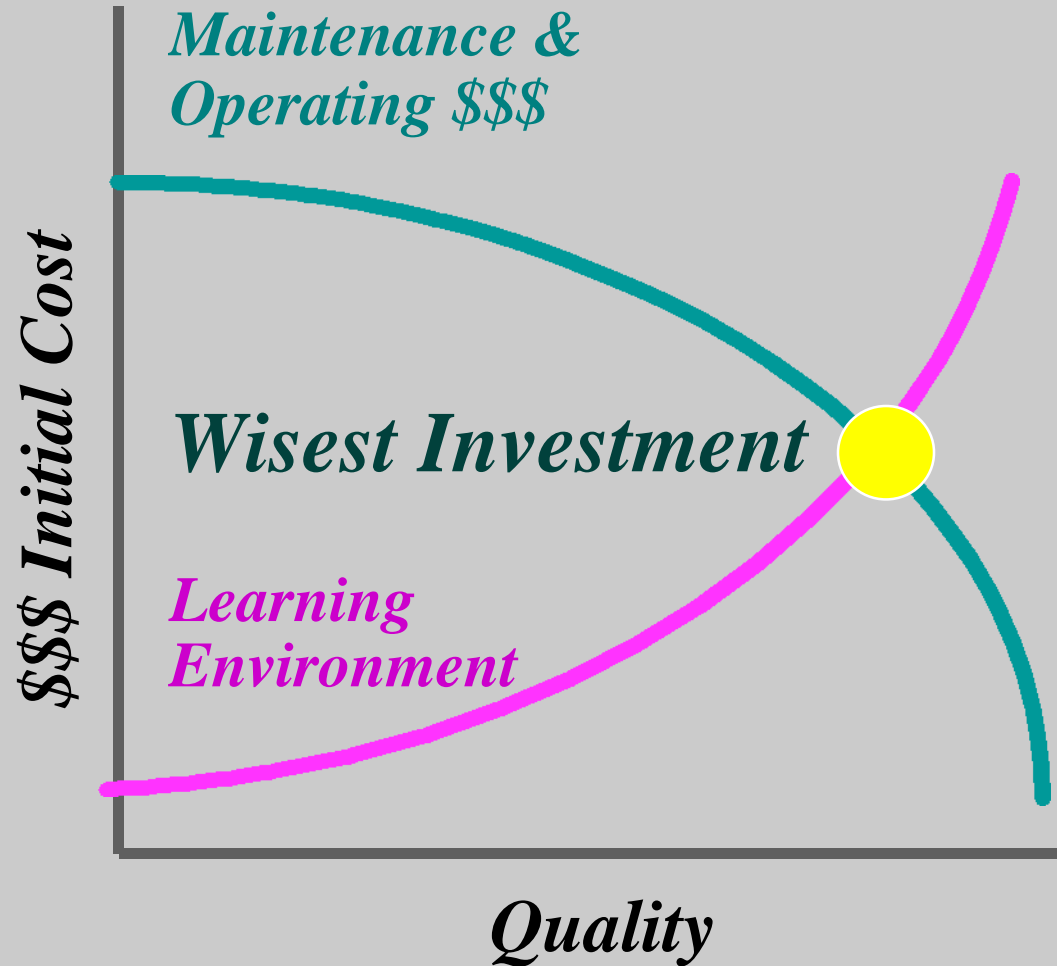 Maintenance &
Operating $$$
$$$ Initial Cost
Wisest Investment
Learning
Environment
Quality